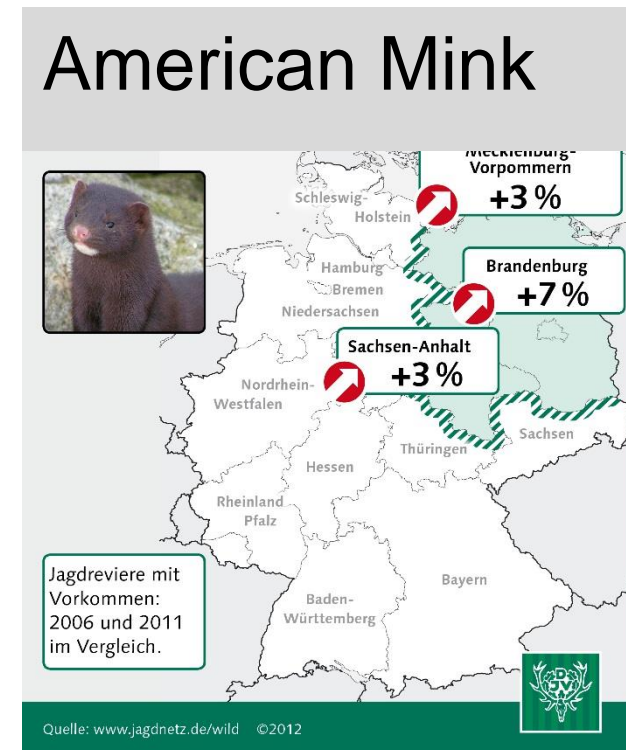 American Mink
Mecklenburg-
Vorpommern
+3 %
Schleswig-
Holstein
Hamburg
Bremen
Niedersachsen
Brandenburg
+7 %
Sachsen-Anhalt
+3 %
Nordrhein-
Westfalen
Sachsen
Thüringen
Hessen
Rheinland
Pfalz
Bayern
Baden-
Württemberg
Jagdreviere mit
Vorkommen:
2006 und 2011
im Vergleich.
DJV
Quelle: www.jagdnetz.de/wild ©2012